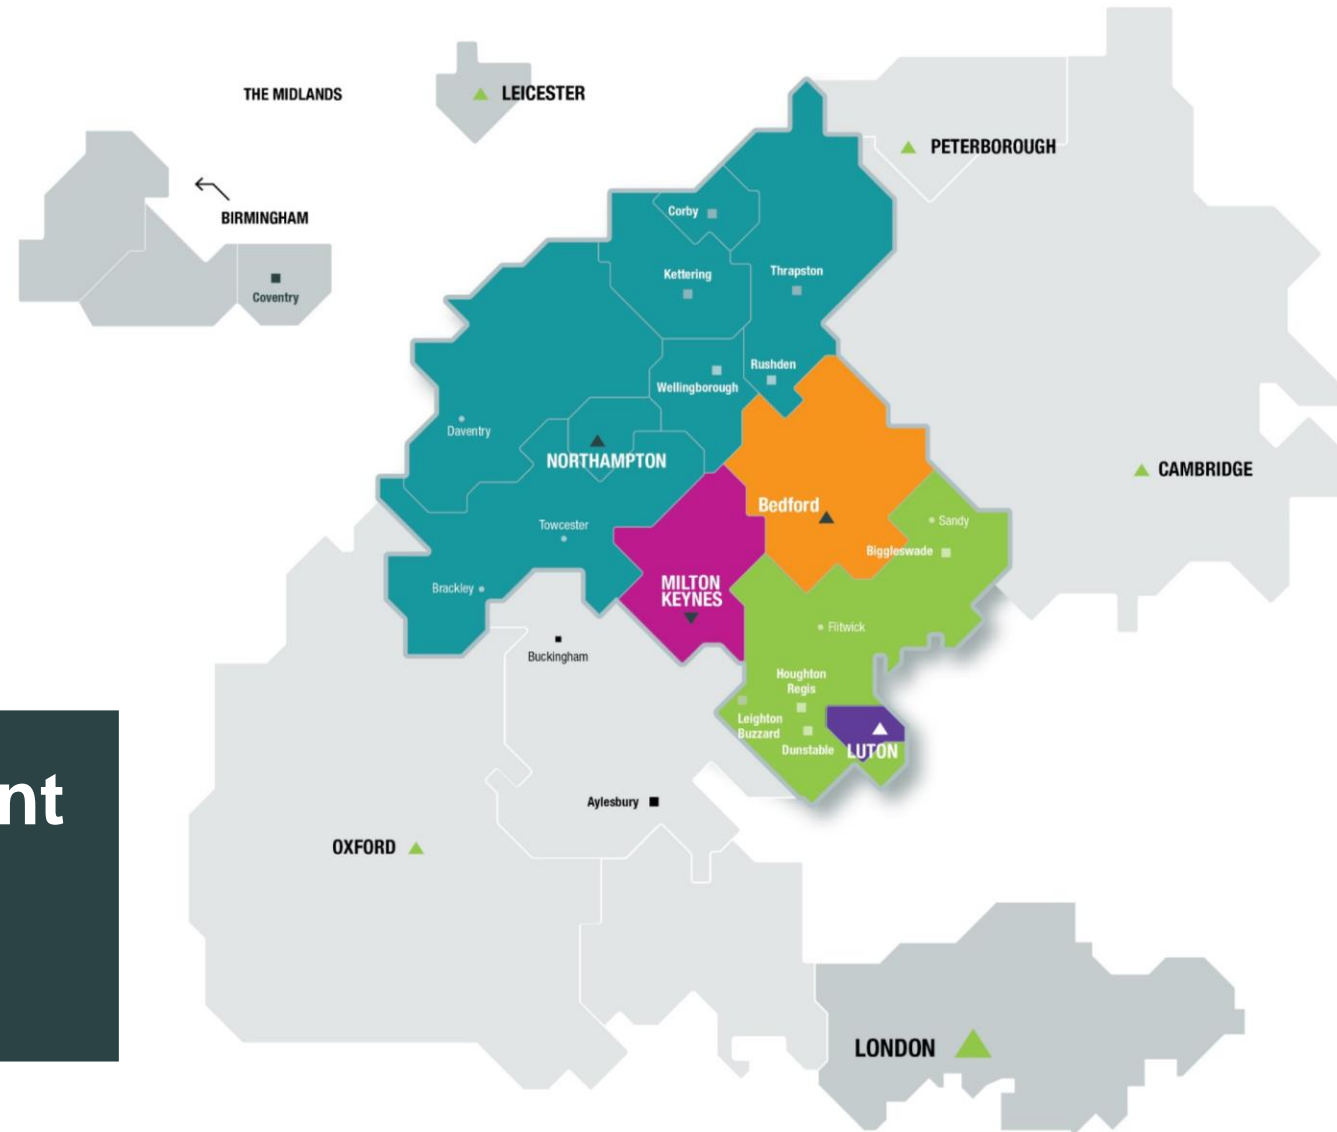 THE MIDLANDS
LEICESTER
PETERBOROUGH
BIRMINGHAM
Coventry
Corby
Kettering
Thrapston
Rushden
Wellingborough
Daventry
NORTHAMPTON
CAMBRIDGE
Bedford
Sandy
Towcester
Biggleswade
Brackley
MILTON
KEYNES
Flitwick
Buckingham
Houghton
Regis
Leighton
Buzzard
Dunstable
LUTON
nt
Aylesbury
OXFORD
LONDON